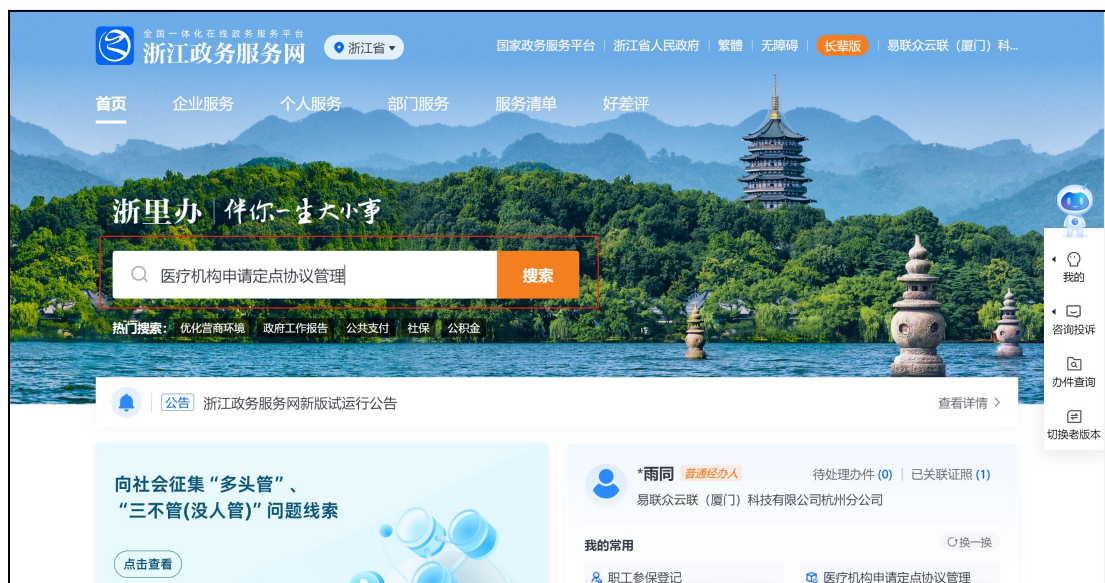 全国一体化在线政务服务平台
浙江政务服务网
浙江省
国家政务服务平台 浙江省人民政府 繁體 无障碍 长辈版 易联众云联（厦门）科...
首页 企业服务 个人服务 部门服务 服务清单 好差评
浙里办 伴你一生大小事
医疗机构申请定点协议管理 搜索
热门搜索： 优化营商环境 政府工作报告 公共支付 社保 公积金
我的
咨询投诉
办件查询
切换老版本
公告 浙江政务服务网新版试运行公告 查看详情
向社会征集“多头管”、
“三不管(没人管)”问题线索
点击查看
*雨同 普通经办人 待处理办件 (0) 已关联证照 (1)
易联众云联（厦门）科技有限公司杭州分公司
我的常用 换一换
职工参保登记 医疗机构申请定点协议管理